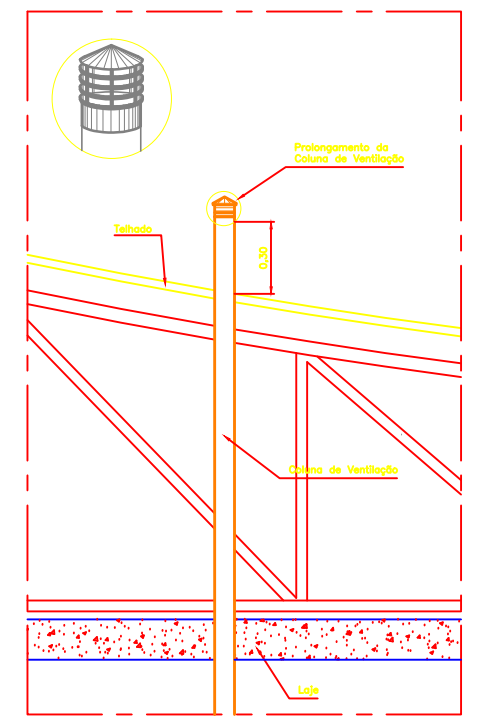 Prolongamento da
Coluna de Ventilação
Telhado
0,30
Coluna de Ventilação
Laje